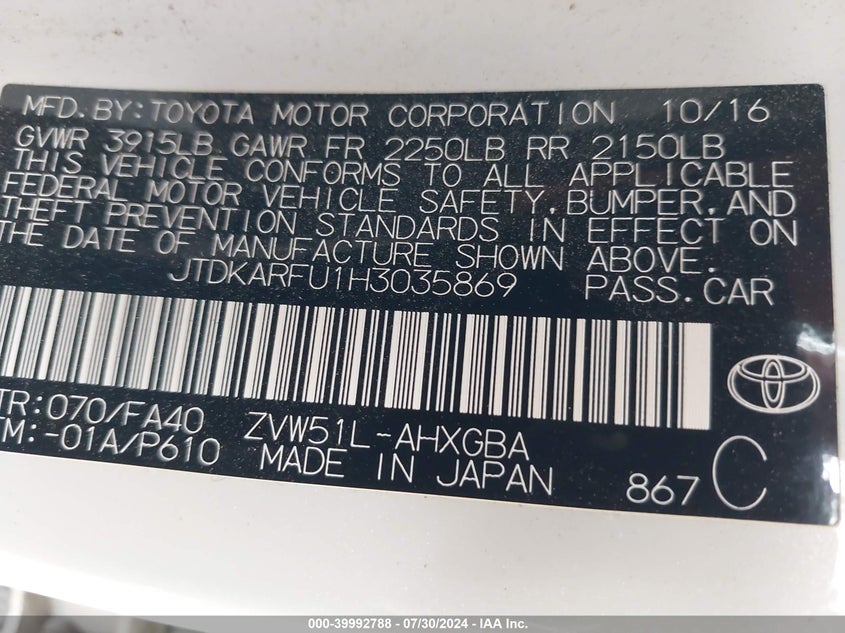 MFD. BY: TOYOTA MOTOR CORPORATION 10/16
GVWR 3915LB GAWR FR 2250LB RR 2150LB
THIS VEHICLE CONFORMS TO ALL APPLICABLE
FEDERAL MOTOR VEHICLE SAFETY, BUMPER, AND
THEFT PREVENTION STANDARDS IN EFFECT ON
THE DATE OF MANUFACTURE SHOWN ABOVE.
JTDKARFU1H3035869 PASS. CAR
TR: 070/FA40 ZVW51L-AHXGBA
TM: -01A/P610 MADE IN JAPAN 867 C
000-39992788 - 07/30/2024 - IAA Inc.